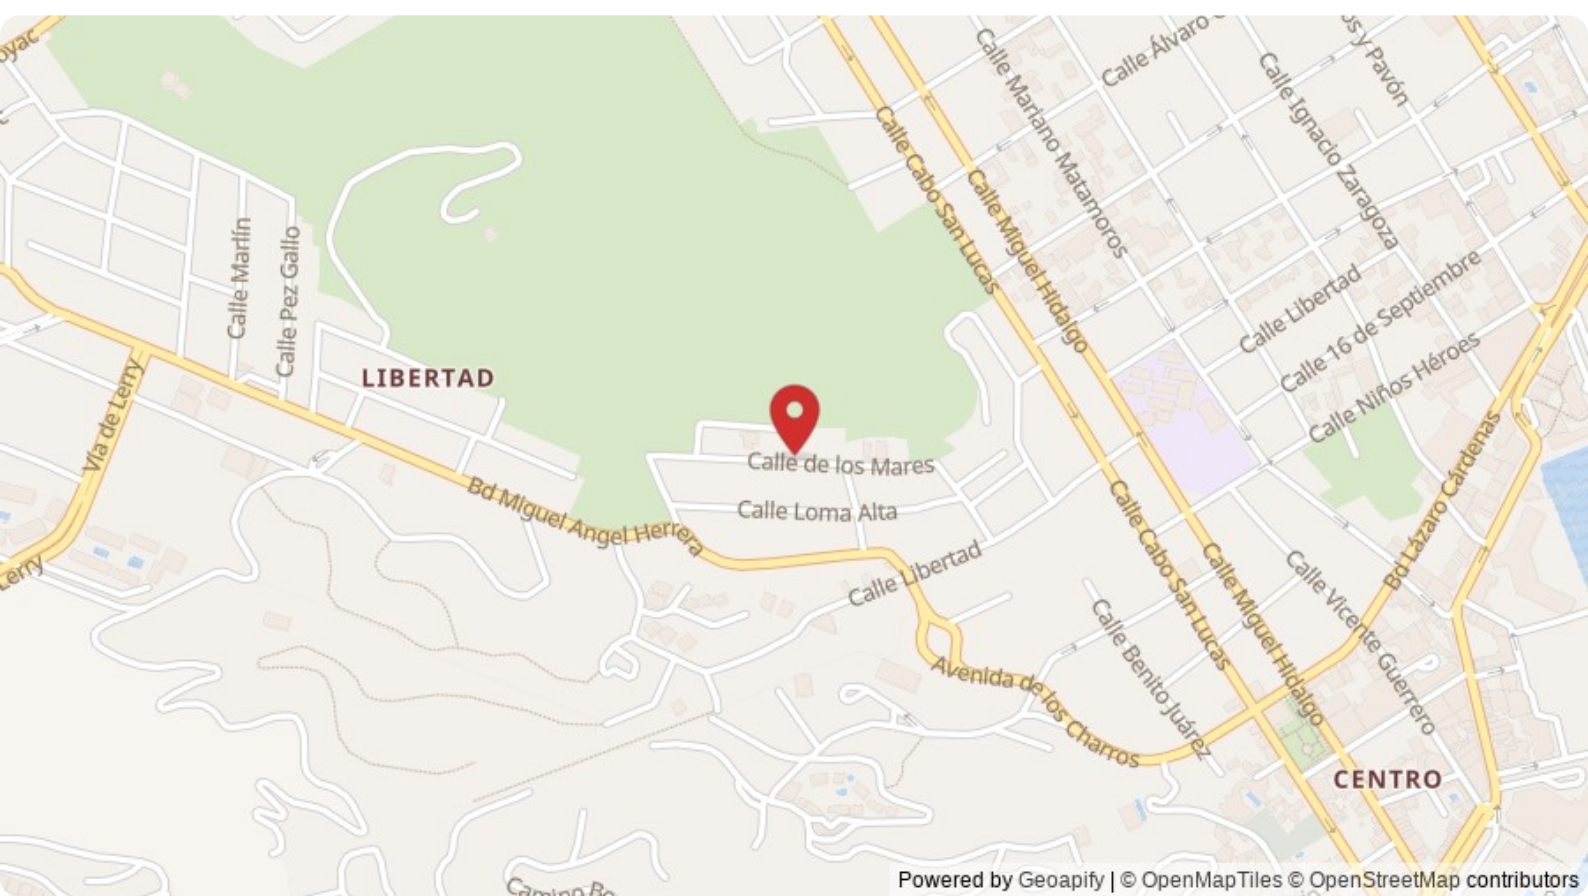 Calle Álvaro
Calle Mariano Matamoros
Calle Ignacio Zaragoza
Calle Cabo San Lucas
Calle Miguel Hidalgo
Calle Marlín
Calle Pez Gallo
Calle Libertad
Calle 16 de Septiembre
Calle Niños Héroes
LIBERTAD
Vía de Lerry
Bd Miguel Angel Herrera
Calle de los Mares
Calle Loma Alta
Calle Libertad
Bd Lázaro Cárdenas
Calle Cabo San Lucas
Calle Miguel Hidalgo
Calle Vicente Guerrero
Calle Benito Juárez
Lerry
Avenida de los Charros
CENTRO
Camino
Powered by Geoapify | © OpenMapTiles © OpenStreetMap contributors